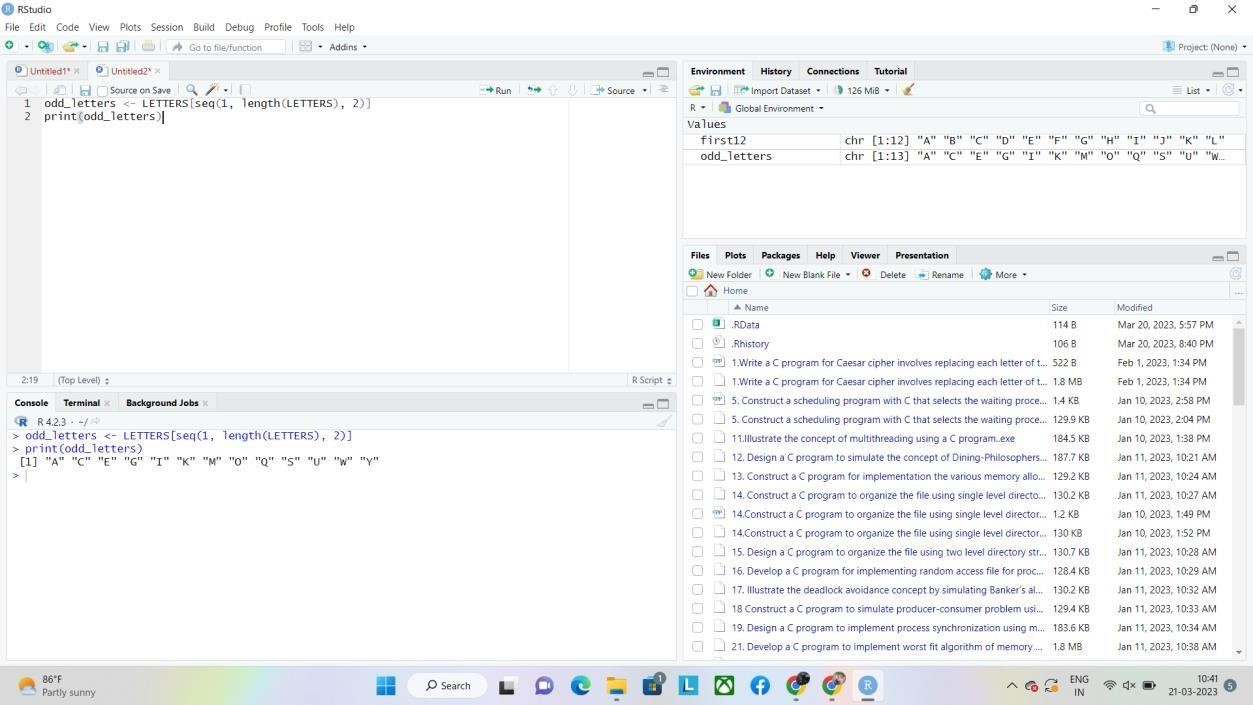 RStudio
File Edit Code View Plots Session Build Debug Profile Tools Help
Go to file/function Addins Project: (None)
Untitled1* Untitled2*
Source on Save Run Source
1 odd_letters <- LETTERS[seq(1, length(LETTERS), 2)]
2 print(odd_letters)
2:19 (Top Level) R Script
Console Terminal Background Jobs
R 4.2.3 · ~/
> odd_letters <- LETTERS[seq(1, length(LETTERS), 2)]
> print(odd_letters)
[1] "A" "C" "E" "G" "I" "K" "M" "O" "Q" "S" "U" "W" "Y"
>
Environment History Connections Tutorial
Import Dataset 126 MiB List
R Global Environment
Values
first12 chr [1:12] "A" "B" "C" "D" "E" "F" "G" "H" "I" "J" "K" "L"
odd_letters chr [1:13] "A" "C" "E" "G" "I" "K" "M" "O" "Q" "S" "U" "W…
Files Plots Packages Help Viewer Presentation
New Folder New Blank File Delete Rename More
Home ...
Name Size Modified
.RData 114 B Mar 20, 2023, 5:57 PM
.Rhistory 106 B Mar 20, 2023, 8:40 PM
1.Write a C program for Caesar cipher involves replacing each letter of t... 522 B Feb 1, 2023, 1:34 PM
1.Write a C program for Caesar cipher involves replacing each letter of t... 1.8 MB Feb 1, 2023, 1:34 PM
5. Construct a scheduling program with C that selects the waiting proce... 1.4 KB Jan 10, 2023, 2:58 PM
5. Construct a scheduling program with C that selects the waiting proce... 129.9 KB Jan 10, 2023, 2:04 PM
11.Illustrate the concept of multithreading using a C program..exe 184.5 KB Jan 10, 2023, 1:38 PM
12. Design a C program to simulate the concept of Dining-Philosophers... 187.7 KB Jan 11, 2023, 10:21 AM
13. Construct a C program for implementation the various memory allo... 129.2 KB Jan 11, 2023, 10:24 AM
14. Construct a C program to organize the file using single level directo... 130.2 KB Jan 11, 2023, 10:27 AM
14.Construct a C program to organize the file using single level director... 1.2 KB Jan 10, 2023, 1:49 PM
14.Construct a C program to organize the file using single level director... 130 KB Jan 10, 2023, 1:52 PM
15. Design a C program to organize the file using two level directory str... 130.7 KB Jan 11, 2023, 10:28 AM
16. Develop a C program for implementing random access file for proc... 128.4 KB Jan 11, 2023, 10:29 AM
17. Illustrate the deadlock avoidance concept by simulating Banker's al... 130.2 KB Jan 11, 2023, 10:32 AM
18 Construct a C program to simulate producer-consumer problem usi... 129.4 KB Jan 11, 2023, 10:33 AM
19. Design a C program to implement process synchronization using m... 183.6 KB Jan 11, 2023, 10:34 AM
21. Develop a C program to implement worst fit algorithm of memory ... 1.8 MB Jan 11, 2023, 10:38 AM
86°F
Partly sunny
Search
ENG
IN
10:41
21-03-2023
5